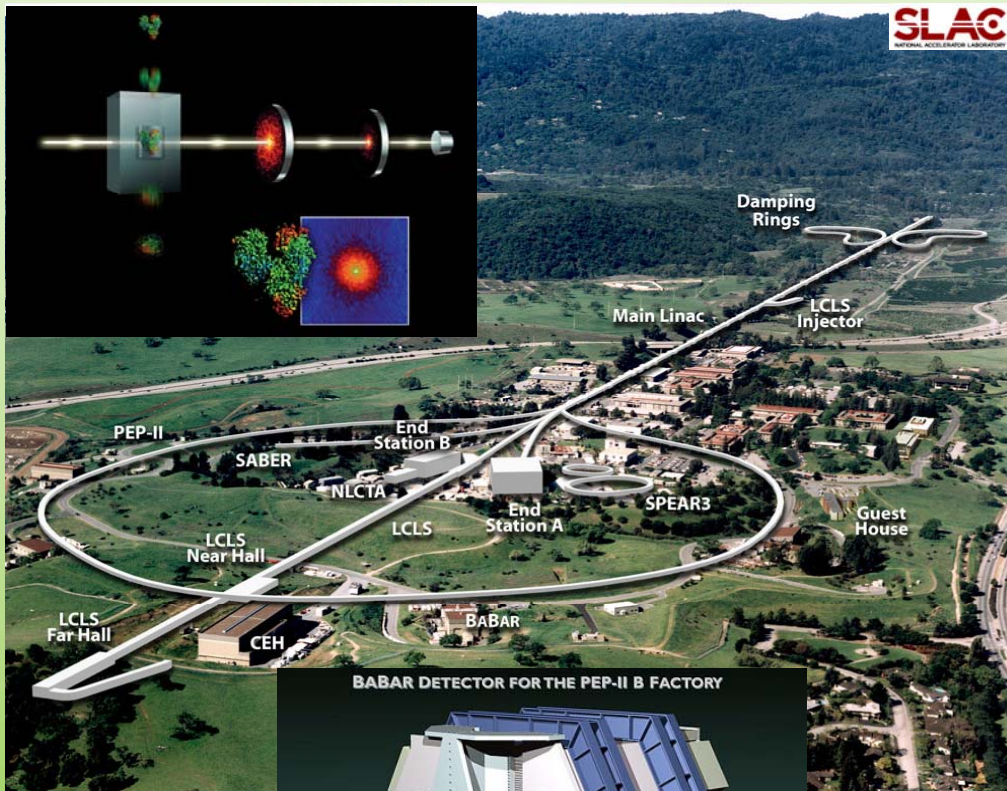 SLAC
NATIONAL ACCELERATOR LABORATORY
Damping
Rings
Main Linac
LCLS
Injector
PEP-II
End
Station B
SABER
NLCTA
LCLS
End
Station A
SPEAR3
Guest
House
LCLS
Near Hall
LCLS
Far Hall
CEH
BABAR
BABAR DETECTOR FOR THE PEP-II B FACTORY